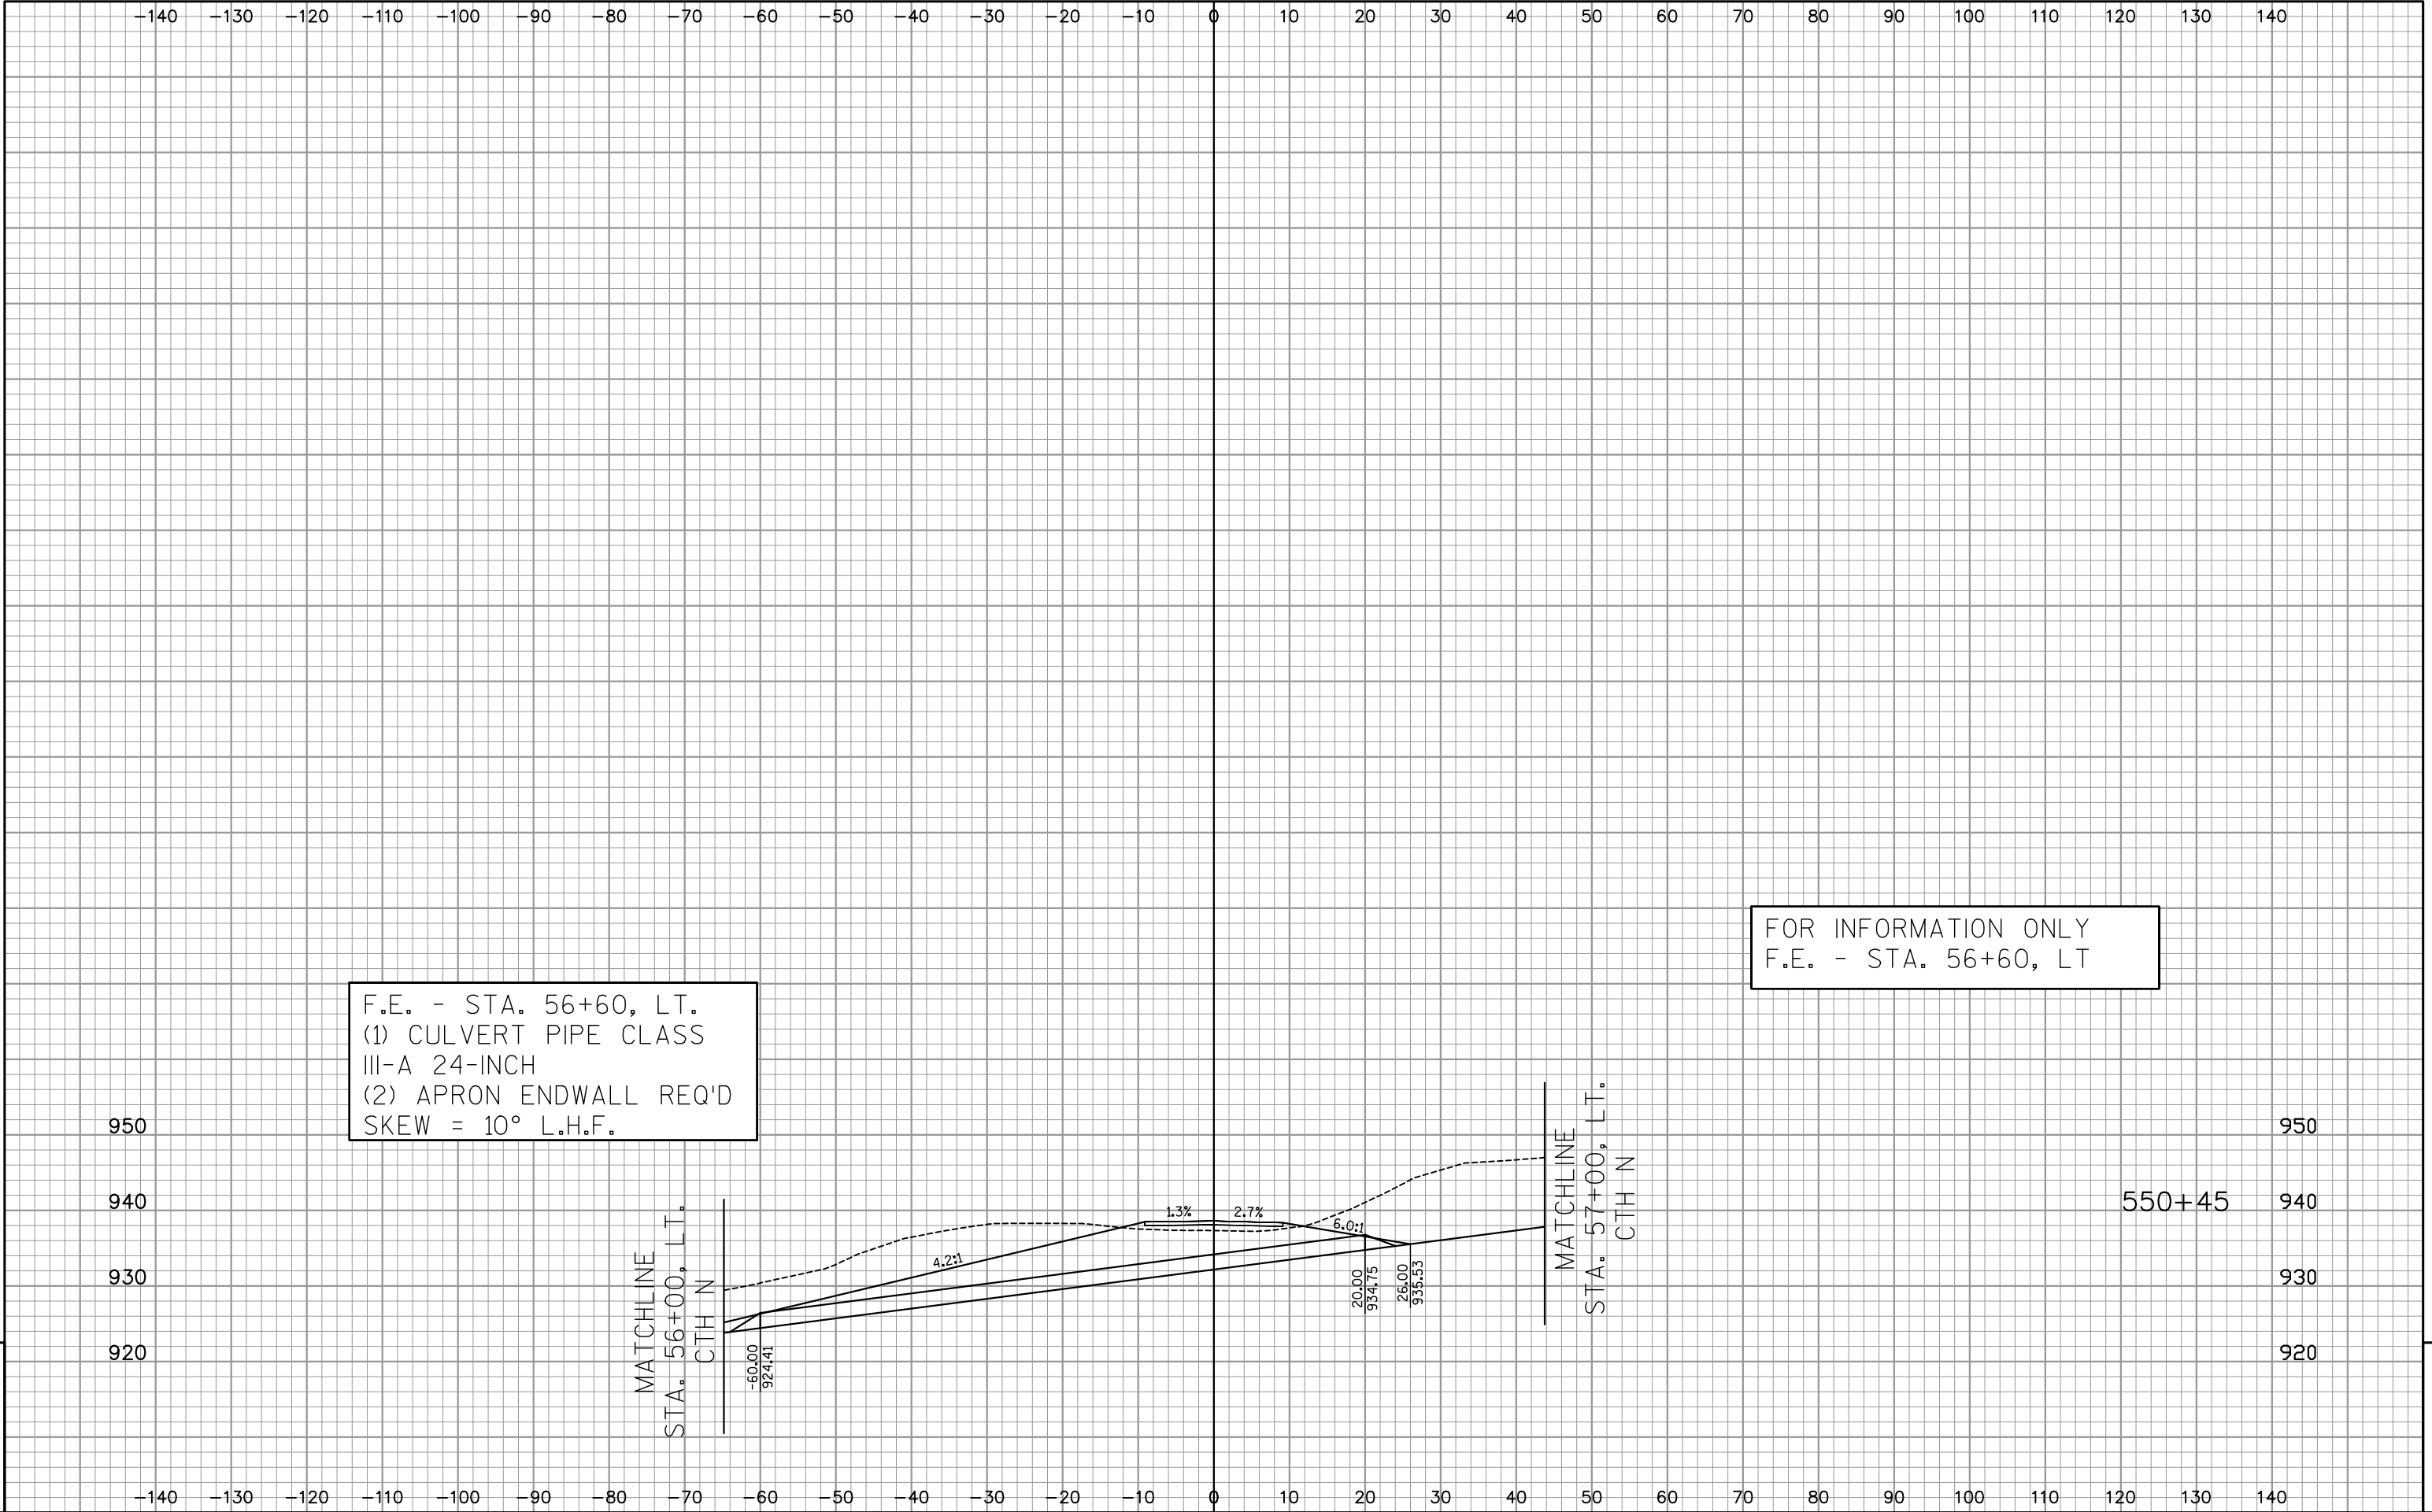 -140 -130 -120 -110 -100 -90 -80 -70 -60 -50 -40 -30 -20 -10 0 10 20 30 40 50 60 70 80 90 100 110 120 130 140
FOR INFORMATION ONLY
F.E. - STA. 56+60, LT
F.E. - STA. 56+60, LT.
(1) CULVERT PIPE CLASS
III-A 24-INCH
(2) APRON ENDWALL REQ'D
SKEW = 10° L.H.F.
950
940
930
920
MATCHLINE
STA. 56+00, LT.
CTH N
-60.00
924.41
4.2:1
1.3%
2.7%
6.0:1
20.00
934.75
26.00
935.53
MATCHLINE
STA. 57+00, LT.
CTH N
550+45
950
940
930
920
-140 -130 -120 -110 -100 -90 -80 -70 -60 -50 -40 -30 -20 -10 0 10 20 30 40 50 60 70 80 90 100 110 120 130 140